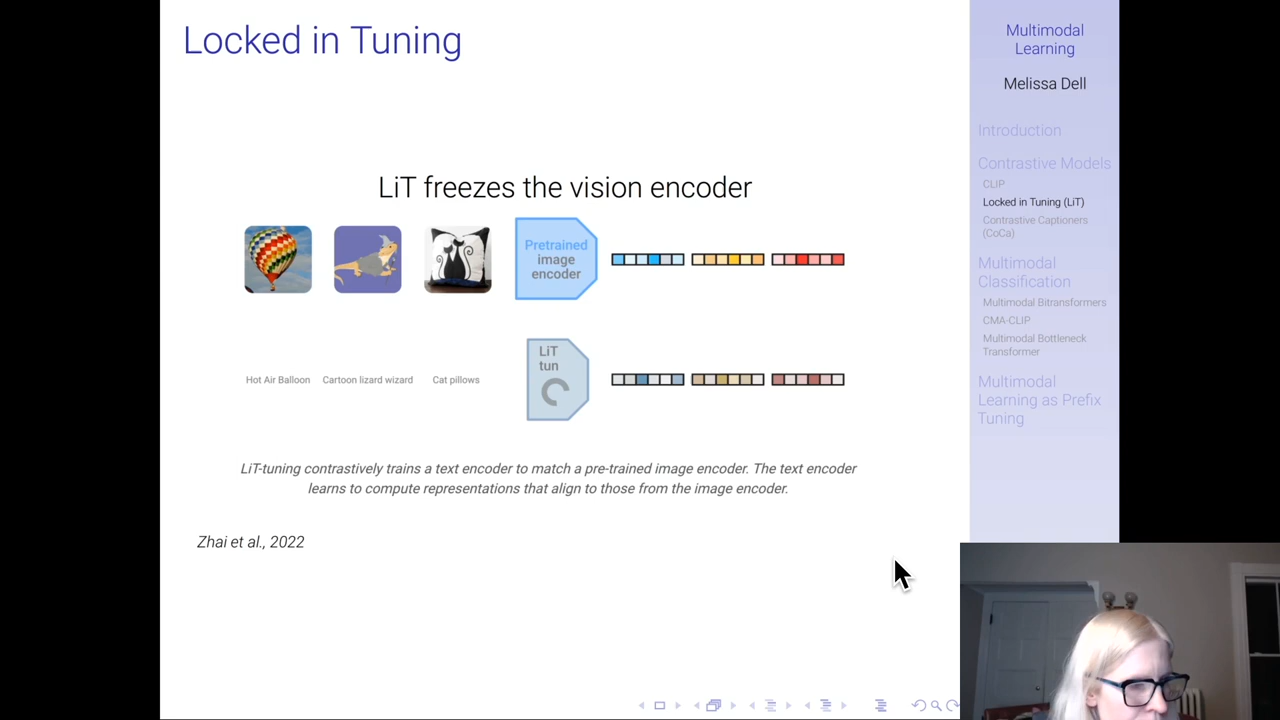 Locked in Tuning
LiT freezes the vision encoder
Pretrained
image
encoder
LiT
tun
Hot Air Balloon
Cartoon lizard wizard
Cat pillows
LiT-tuning contrastively trains a text encoder to match a pre-trained image encoder. The text encoder
learns to compute representations that align to those from the image encoder.
Zhai et al., 2022
Multimodal
Learning
Melissa Dell
Introduction
Contrastive Models
CLIP
Locked in Tuning (LiT)
Contrastive Captioners
(CoCa)
Multimodal
Classification
Multimodal Bitransformers
CMA-CLIP
Multimodal Bottleneck
Transformer
Multimodal
Learning as Prefix
Tuning